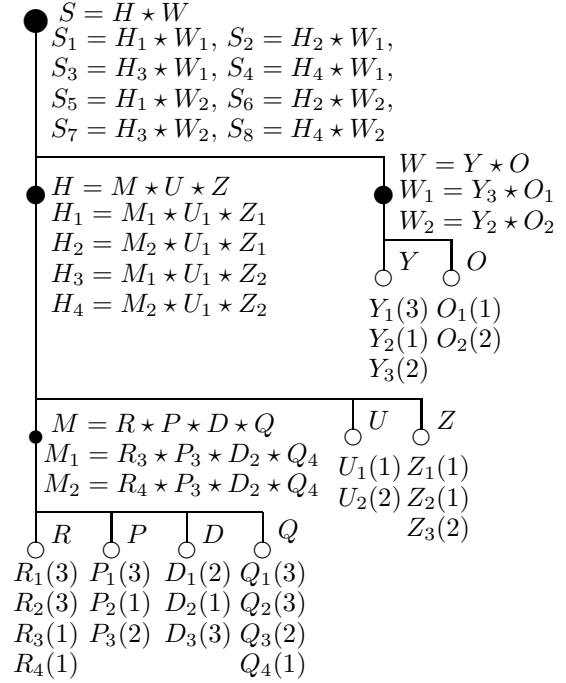 S = H ⋆ W
S₁ = H₁ ⋆ W₁, S₂ = H₂ ⋆ W₁,
S₃ = H₃ ⋆ W₁, S₄ = H₄ ⋆ W₁,
S₅ = H₁ ⋆ W₂, S₆ = H₂ ⋆ W₂,
S₇ = H₃ ⋆ W₂, S₈ = H₄ ⋆ W₂
H = M ⋆ U ⋆ Z
H₁ = M₁ ⋆ U₁ ⋆ Z₁
H₂ = M₂ ⋆ U₁ ⋆ Z₁
H₃ = M₁ ⋆ U₁ ⋆ Z₂
H₄ = M₂ ⋆ U₁ ⋆ Z₂
W = Y ⋆ O
W₁ = Y₃ ⋆ O₁
W₂ = Y₂ ⋆ O₂
Y O
Y₁(3) O₁(1)
Y₂(1) O₂(2)
Y₃(2)
M = R ⋆ P ⋆ D ⋆ Q
M₁ = R₃ ⋆ P₃ ⋆ D₂ ⋆ Q₄
M₂ = R₄ ⋆ P₃ ⋆ D₂ ⋆ Q₄
U Z
U₁(1) Z₁(1)
U₂(2) Z₂(1)
Z₃(2)
R P D Q
R₁(3) P₁(3) D₁(2) Q₁(3)
R₂(3) P₂(1) D₂(1) Q₂(3)
R₃(1) P₃(2) D₃(3) Q₃(2)
R₄(1) Q₄(1)